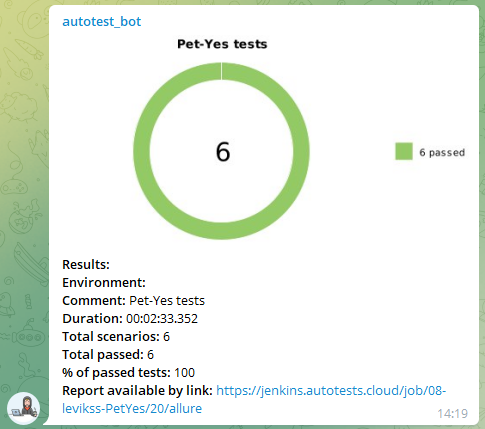 autotest_bot
Pet-Yes tests
6
6 passed
Results:
Environment:
Comment: Pet-Yes tests
Duration: 00:02:33.352
Total scenarios: 6
Total passed: 6
% of passed tests: 100
Report available by link: https://jenkins.autotests.cloud/job/08-
levikss-PetYes/20/allure
14:19